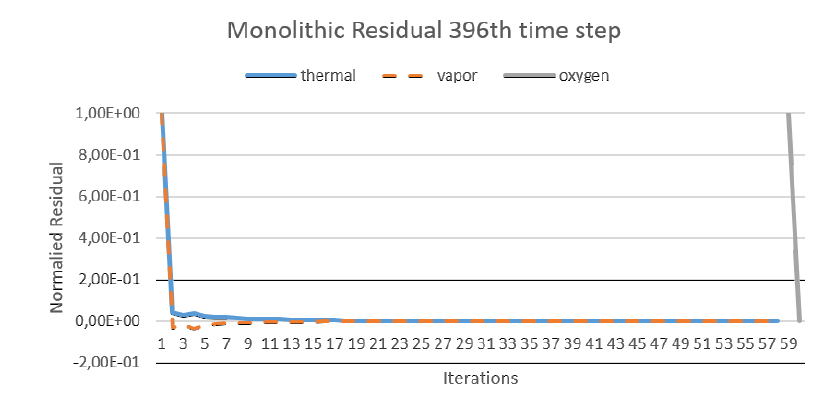 Monolithic Residual 396th time step
thermal vapor oxygen
1,00E+00
8,00E-01
6,00E-01
4,00E-01
2,00E-01
0,00E+00
-2,00E-01
Normalied Residual
1 3 5 7 9 11 13 15 17 19 21 23 25 27 29 31 33 35 37 39 41 43 45 47 49 51 53 55 57 59
Iterations